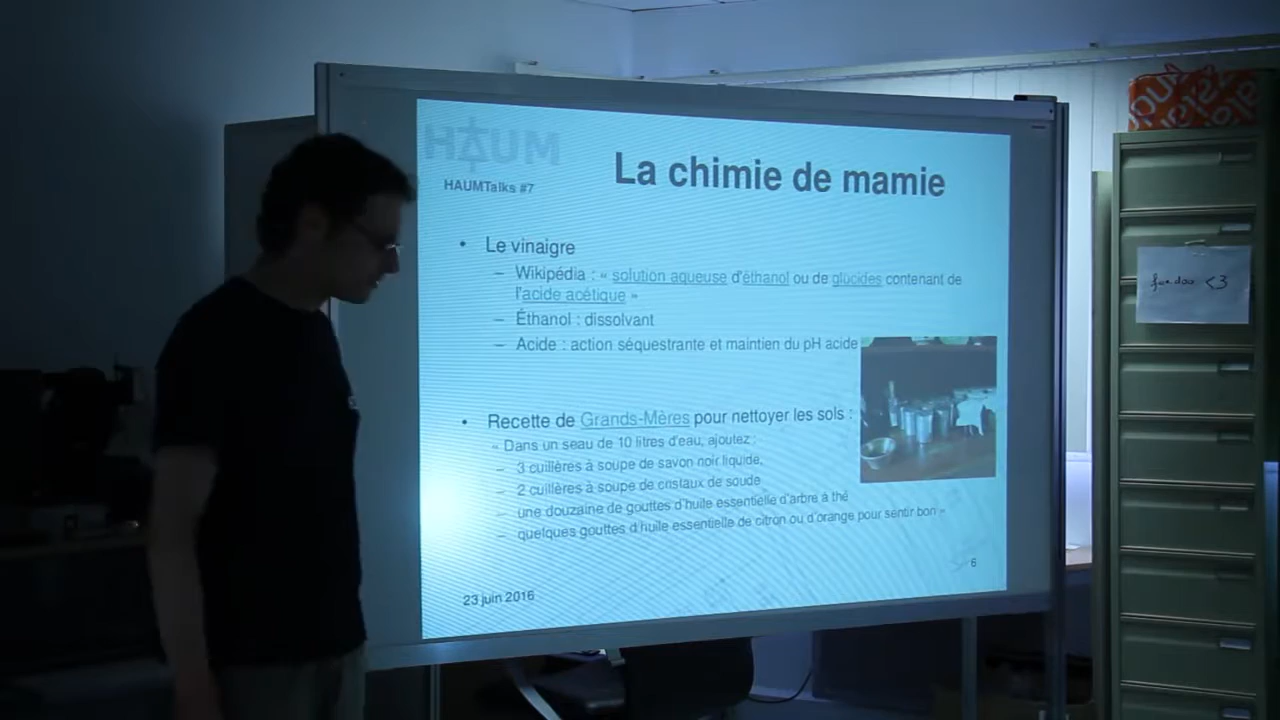 HAUM
HAUMTalks #7
La chimie de mamie
• Le vinaigre
– Wikipédia : « solution aqueuse d'éthanol ou de glucides contenant de
l'acide acétique »
– Éthanol : dissolvant
– Acide : action séquestrante et maintien du pH acide
• Recette de Grands-Mères pour nettoyer les sols :
« Dans un seau de 10 litres d'eau, ajoutez :
– 3 cuillères à soupe de savon noir liquide,
– 2 cuillères à soupe de cristaux de soude
– une douzaine de gouttes d'huile essentielle d'arbre à thé
– quelques gouttes d'huile essentielle de citron ou d'orange pour sentir bon »
6
23 juin 2016
<3